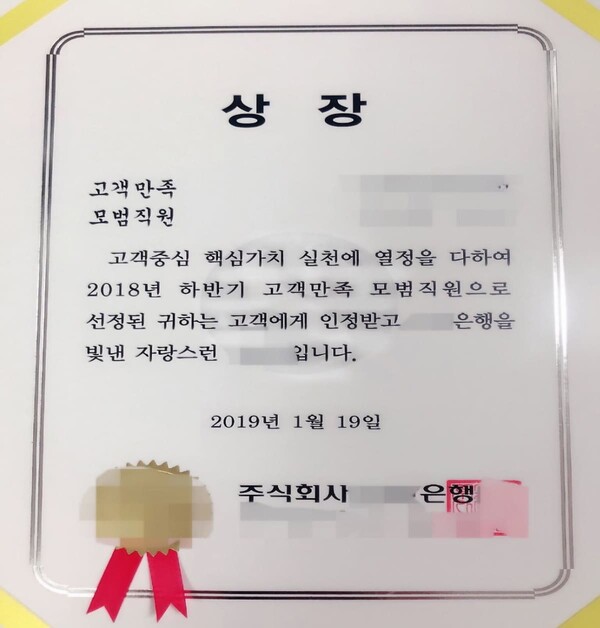 상 장
고객만족
모범직원
고객중심 핵심가치 실천에 열정을 다하여
2018년 하반기 고객만족 모범직원으로
선정된 귀하는 고객에게 인정받고 은행을
빛낸 자랑스런 입니다.
2019년 1월 19일
주식회사 은행